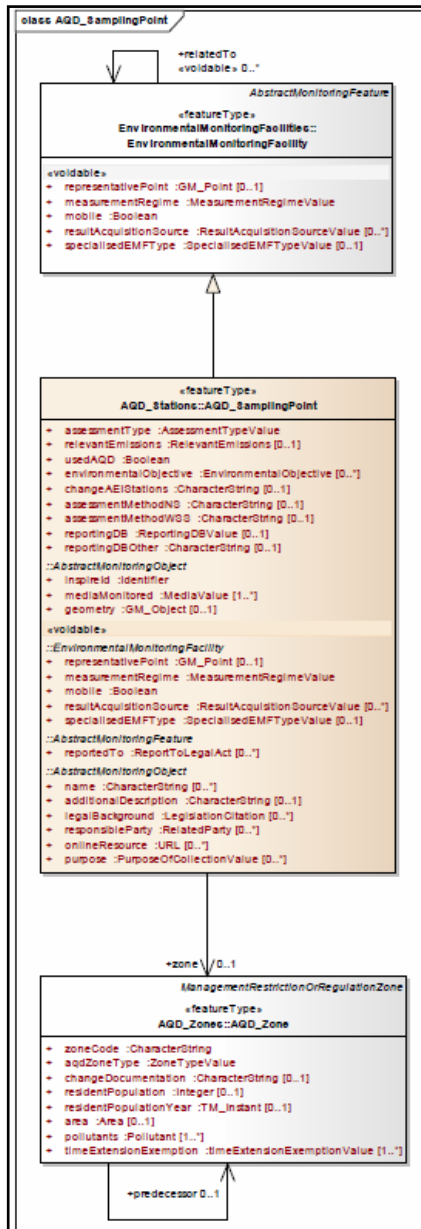 class AQD_SamplingPoint
+relatedTo
«voidable» 0..*
AbstractMonitoringFeature
«featureType»
EnvironmentalMonitoringFacilities::
EnvironmentalMonitoringFacility
«voidable»
+ representativePoint :GM_Point [0..1]
+ measurementRegime :MeasurementRegimeValue
+ mobile :Boolean
+ resultAcquisitionSource :ResultAcquisitionSourceValue [0..*]
+ specialisedEMFType :SpecialisedEMFTypeValue [0..1]
«featureType»
AQD_Stations::AQD_SamplingPoint
+ assessmentType :AssessmentTypeValue
+ relevantEmissions :RelevantEmissions [0..1]
+ usedAQD :Boolean
+ environmentalObjective :EnvironmentalObjective [0..*]
+ changeAEIStations :CharacterString [0..1]
+ assessmentMethodNS :CharacterString [0..1]
+ assessmentMethodWSS :CharacterString [0..1]
+ reportingDB :ReportingDBValue [0..1]
+ reportingDBOther :CharacterString [0..1]
::AbstractMonitoringObject
+ inspireId :Identifier
+ mediaMonitored :MediaValue [1..*]
+ geometry :GM_Object [0..1]
«voidable»
::EnvironmentalMonitoringFacility
+ representativePoint :GM_Point [0..1]
+ measurementRegime :MeasurementRegimeValue
+ mobile :Boolean
+ resultAcquisitionSource :ResultAcquisitionSourceValue [0..*]
+ specialisedEMFType :SpecialisedEMFTypeValue [0..1]
::AbstractMonitoringFeature
+ reportedTo :ReportToLegalAct [0..*]
::AbstractMonitoringObject
+ name :CharacterString [0..*]
+ additionalDescription :CharacterString [0..1]
+ legalBackground :LegislationCitation [0..*]
+ responsibleParty :RelatedParty [0..*]
+ onlineResource :URL [0..*]
+ purpose :PurposeOfCollectionValue [0..*]
+zone 0..1
ManagementRestrictionOrRegulationZone
«featureType»
AQD_Zones::AQD_Zone
+ zoneCode :CharacterString
+ aqdZoneType :ZoneTypeValue
+ changeDocumentation :CharacterString [0..1]
+ residentPopulation :Integer [0..1]
+ residentPopulationYear :TM_Instant [0..1]
+ area :Area [0..1]
+ pollutants :Pollutant [1..*]
+ timeExtensionExemption :timeExtensionExemptionValue [1..*]
+predecessor 0..1